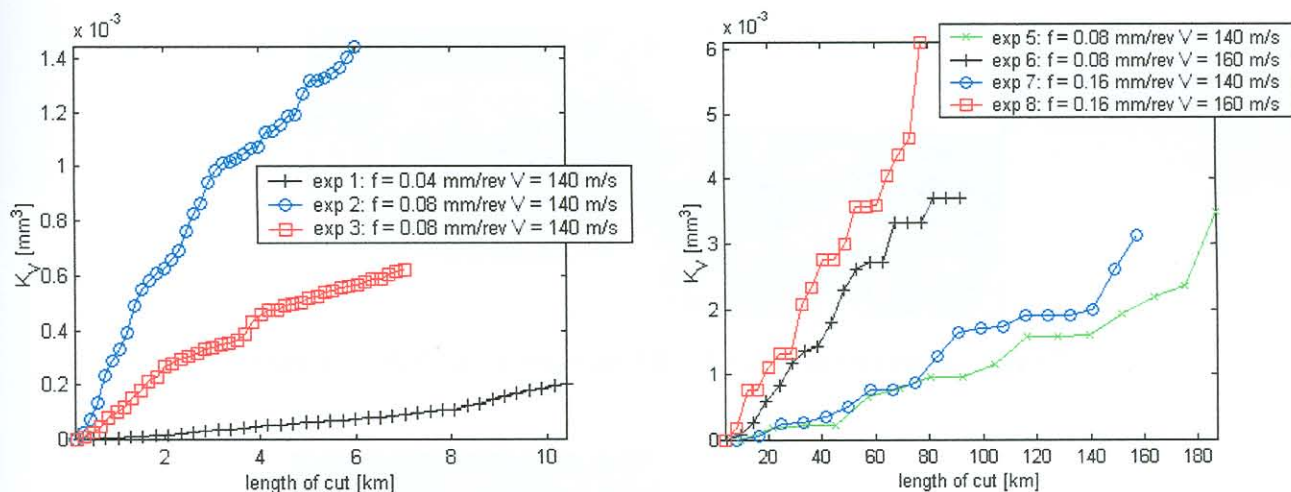 x 10⁻³
1.4
1.2
1
0.8
0.6
0.4
0.2
0
K_V [mm³]
2
4
6
8
10
length of cut [km]
exp 1: f = 0.04 mm/rev V = 140 m/s
exp 2: f = 0.08 mm/rev V = 140 m/s
exp 3: f = 0.08 mm/rev V = 140 m/s
x 10⁻³
6
5
4
3
2
1
0
K_V [mm³]
20
40
60
80
100
120
140
160
180
length of cut [km]
exp 5: f = 0.08 mm/rev V = 140 m/s
exp 6: f = 0.08 mm/rev V = 160 m/s
exp 7: f = 0.16 mm/rev V = 140 m/s
exp 8: f = 0.16 mm/rev V = 160 m/s